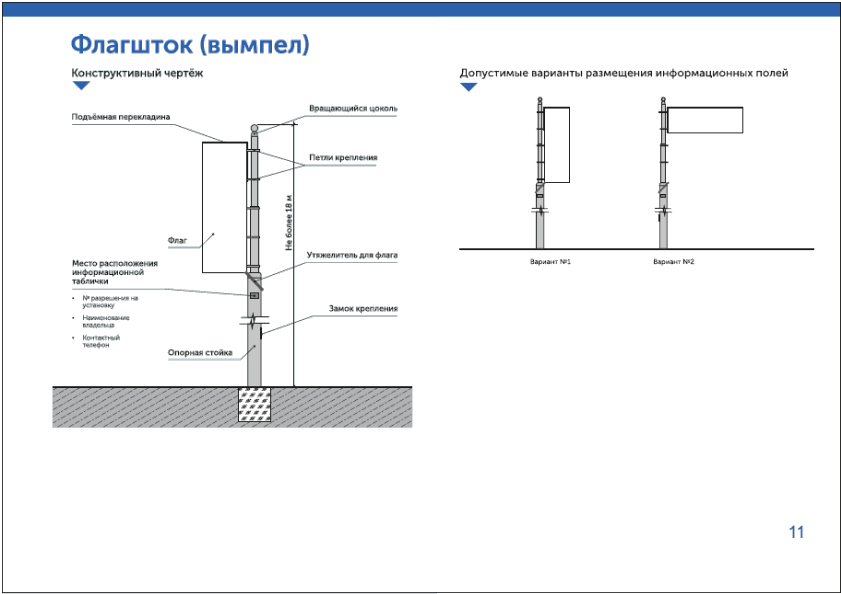 Флагшток (вымпел)
Конструктивный чертёж
Подъёмная перекладина
Вращающийся цоколь
Петли крепления
Не более 18 м
Флаг
Утяжелитель для флага
Место расположения
информационной
таблички
• № разрешения на
установку
• Наименование
владельца
• Контактный
телефон
Замок крепления
Опорная стойка
Допустимые варианты размещения информационных полей
Вариант №1
Вариант №2
11